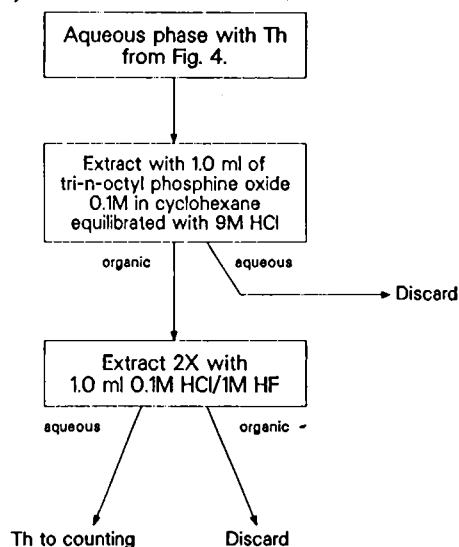 Aqueous phase with Th
from Fig. 4.
Extract with 1.0 ml of
tri-n-octyl phosphine oxide
0.1M in cyclohexane
equilibrated with 9M HCl
organic
aqueous
Discard
Extract 2X with
1.0 ml 0.1M HCl/1M HF
aqueous
organic
Th to counting
Discard